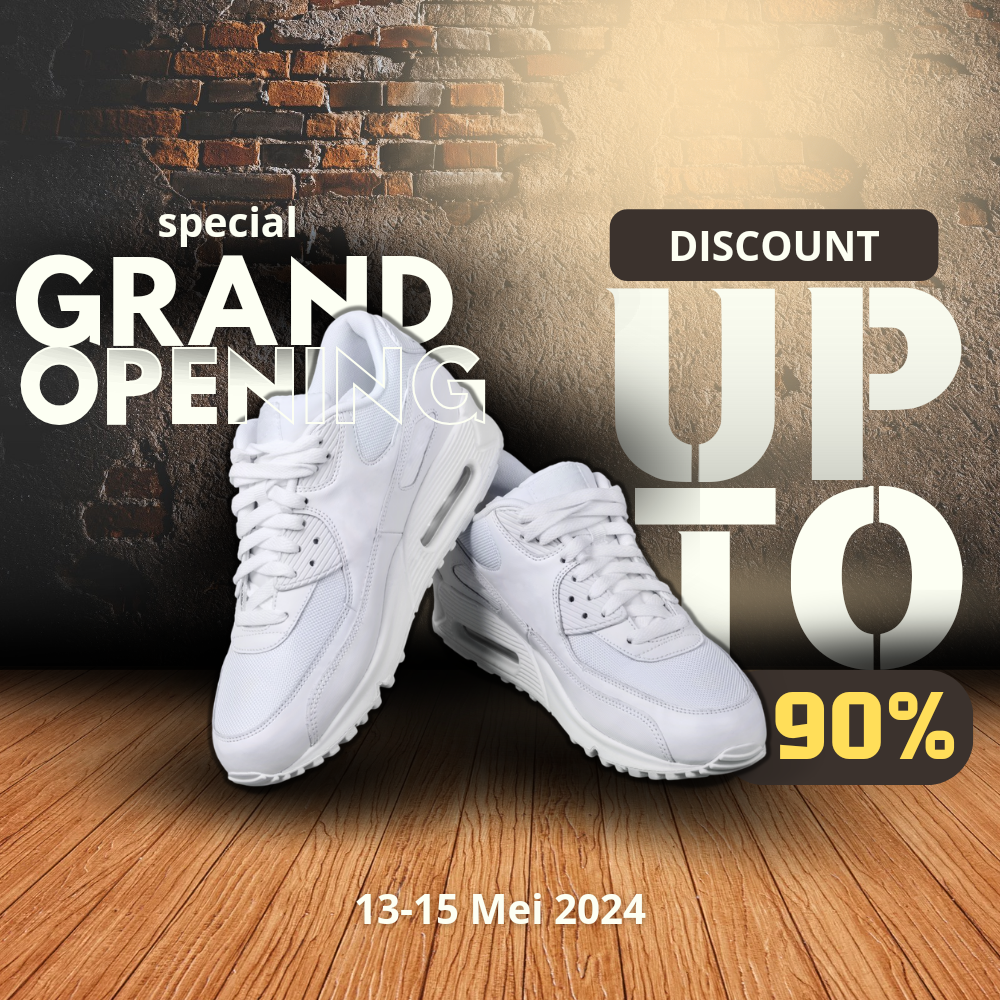 special
GRAND
OPENING
DISCOUNT
UP
TO
90%
13-15 Mei 2024